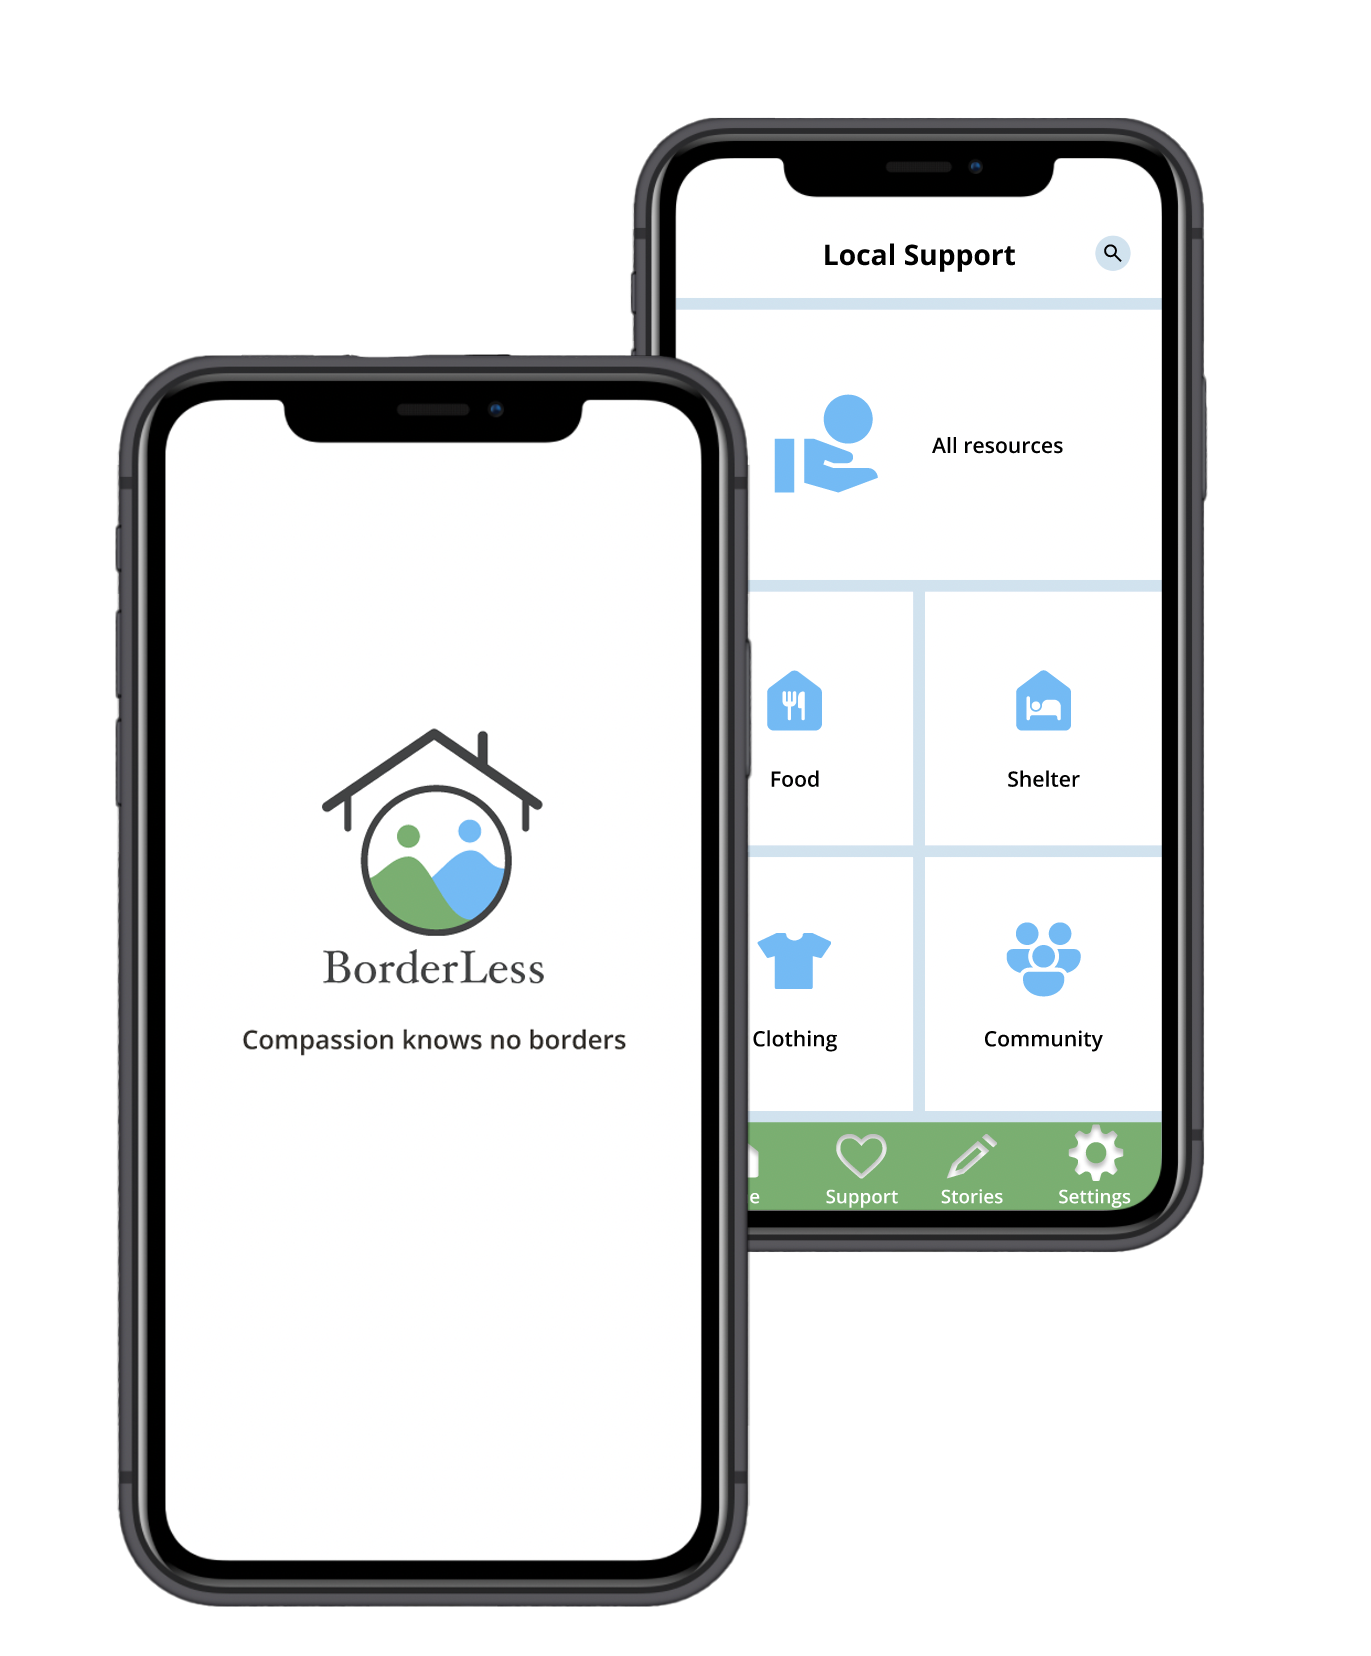 BorderLess
Compassion knows no borders
Local Support
All resources
Food
Shelter
Clothing
Community
Support
Stories
Settings